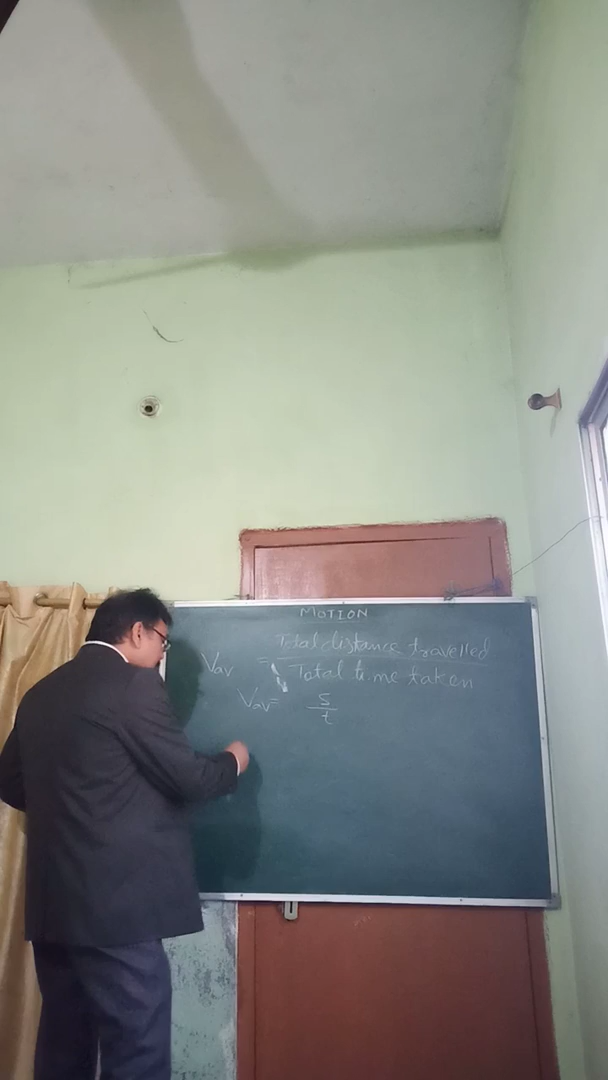 MOTION
Vav = Total distance travelled
Total time taken
Vav = s
t